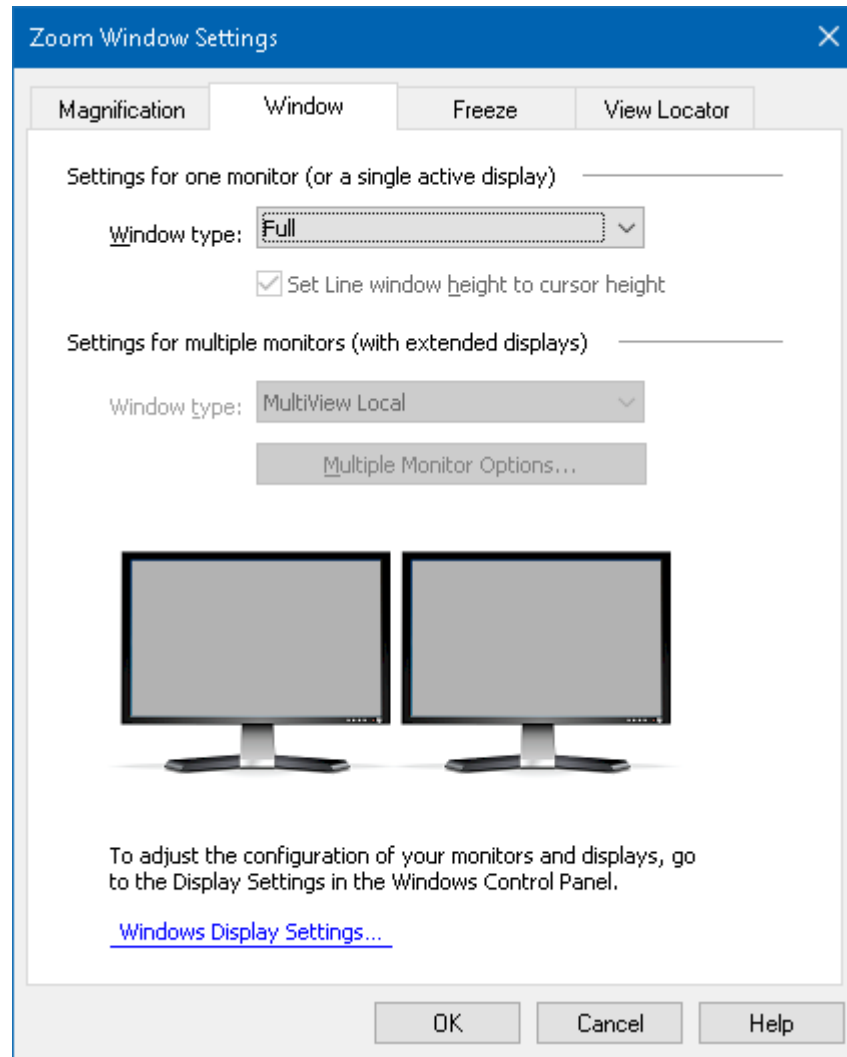 Zoom Window Settings
Magnification Window Freeze View Locator
Settings for one monitor (or a single active display)
Window type: Full
Set Line window height to cursor height
Settings for multiple monitors (with extended displays)
Window type: MultiView Local
Multiple Monitor Options...
To adjust the configuration of your monitors and displays, go
to the Display Settings in the Windows Control Panel.
Windows Display Settings...
OK Cancel Help